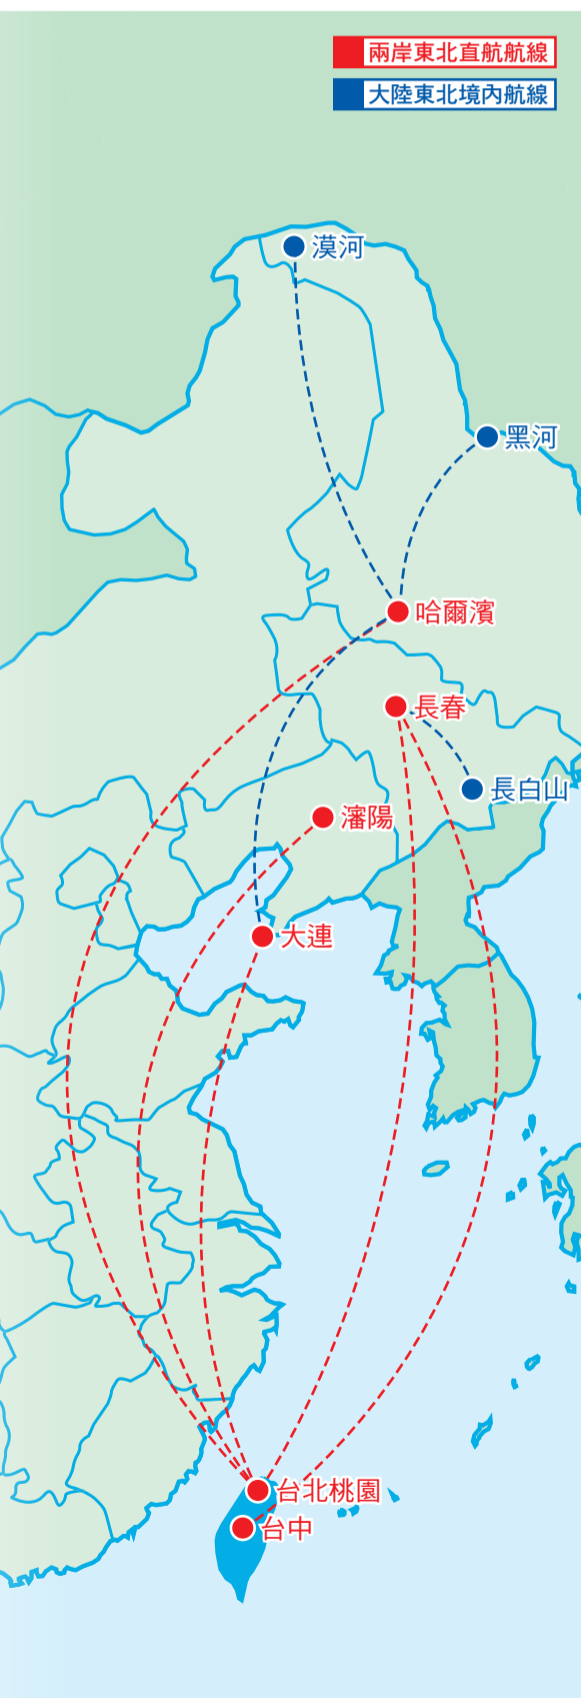 兩岸東北直航航線
大陸東北境內航線
漠河
黑河
哈爾濱
長春
長白山
瀋陽
大連
台北桃園
台中